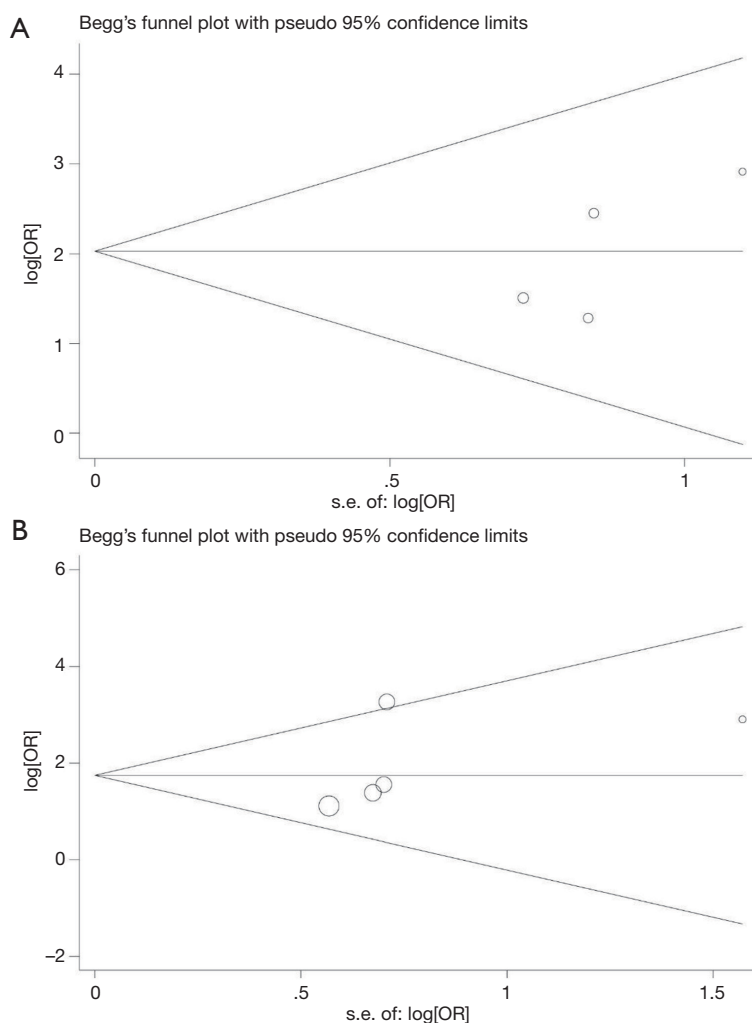 A
Begg's funnel plot with pseudo 95% confidence limits
4
3
2
1
0
log[OR]
0
.5
1
s.e. of: log[OR]
B
Begg's funnel plot with pseudo 95% confidence limits
6
4
2
0
−2
log[OR]
0
.5
1
1.5
s.e. of: log[OR]